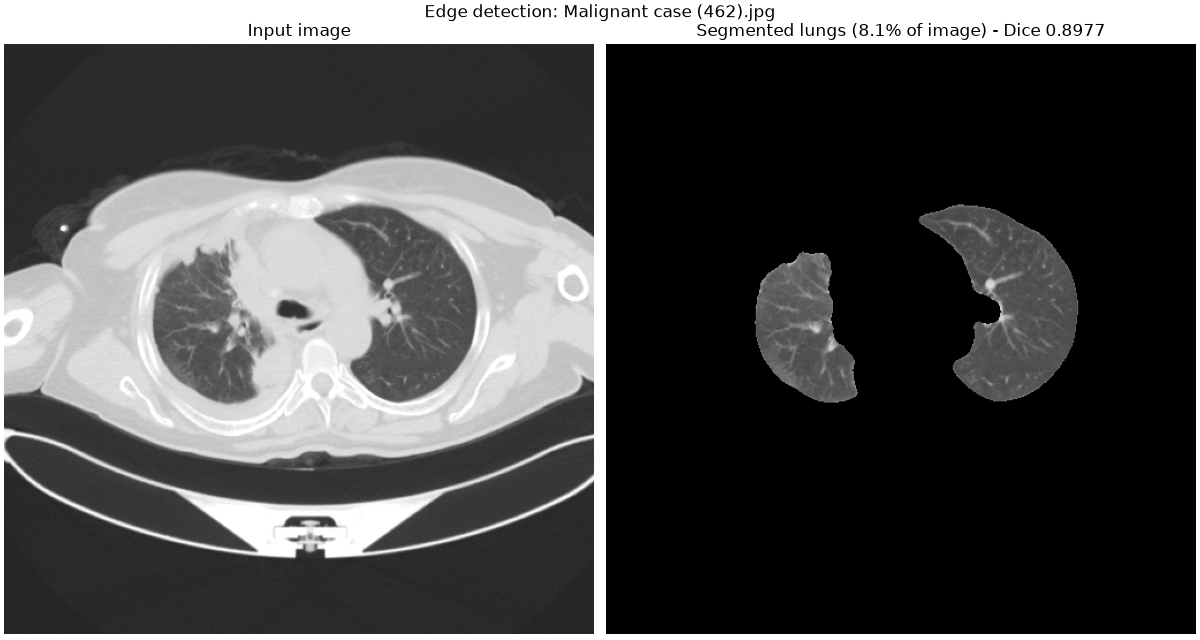 Edge detection: Malignant case (462).jpg
Input image
Segmented lungs (8.1% of image) - Dice 0.8977